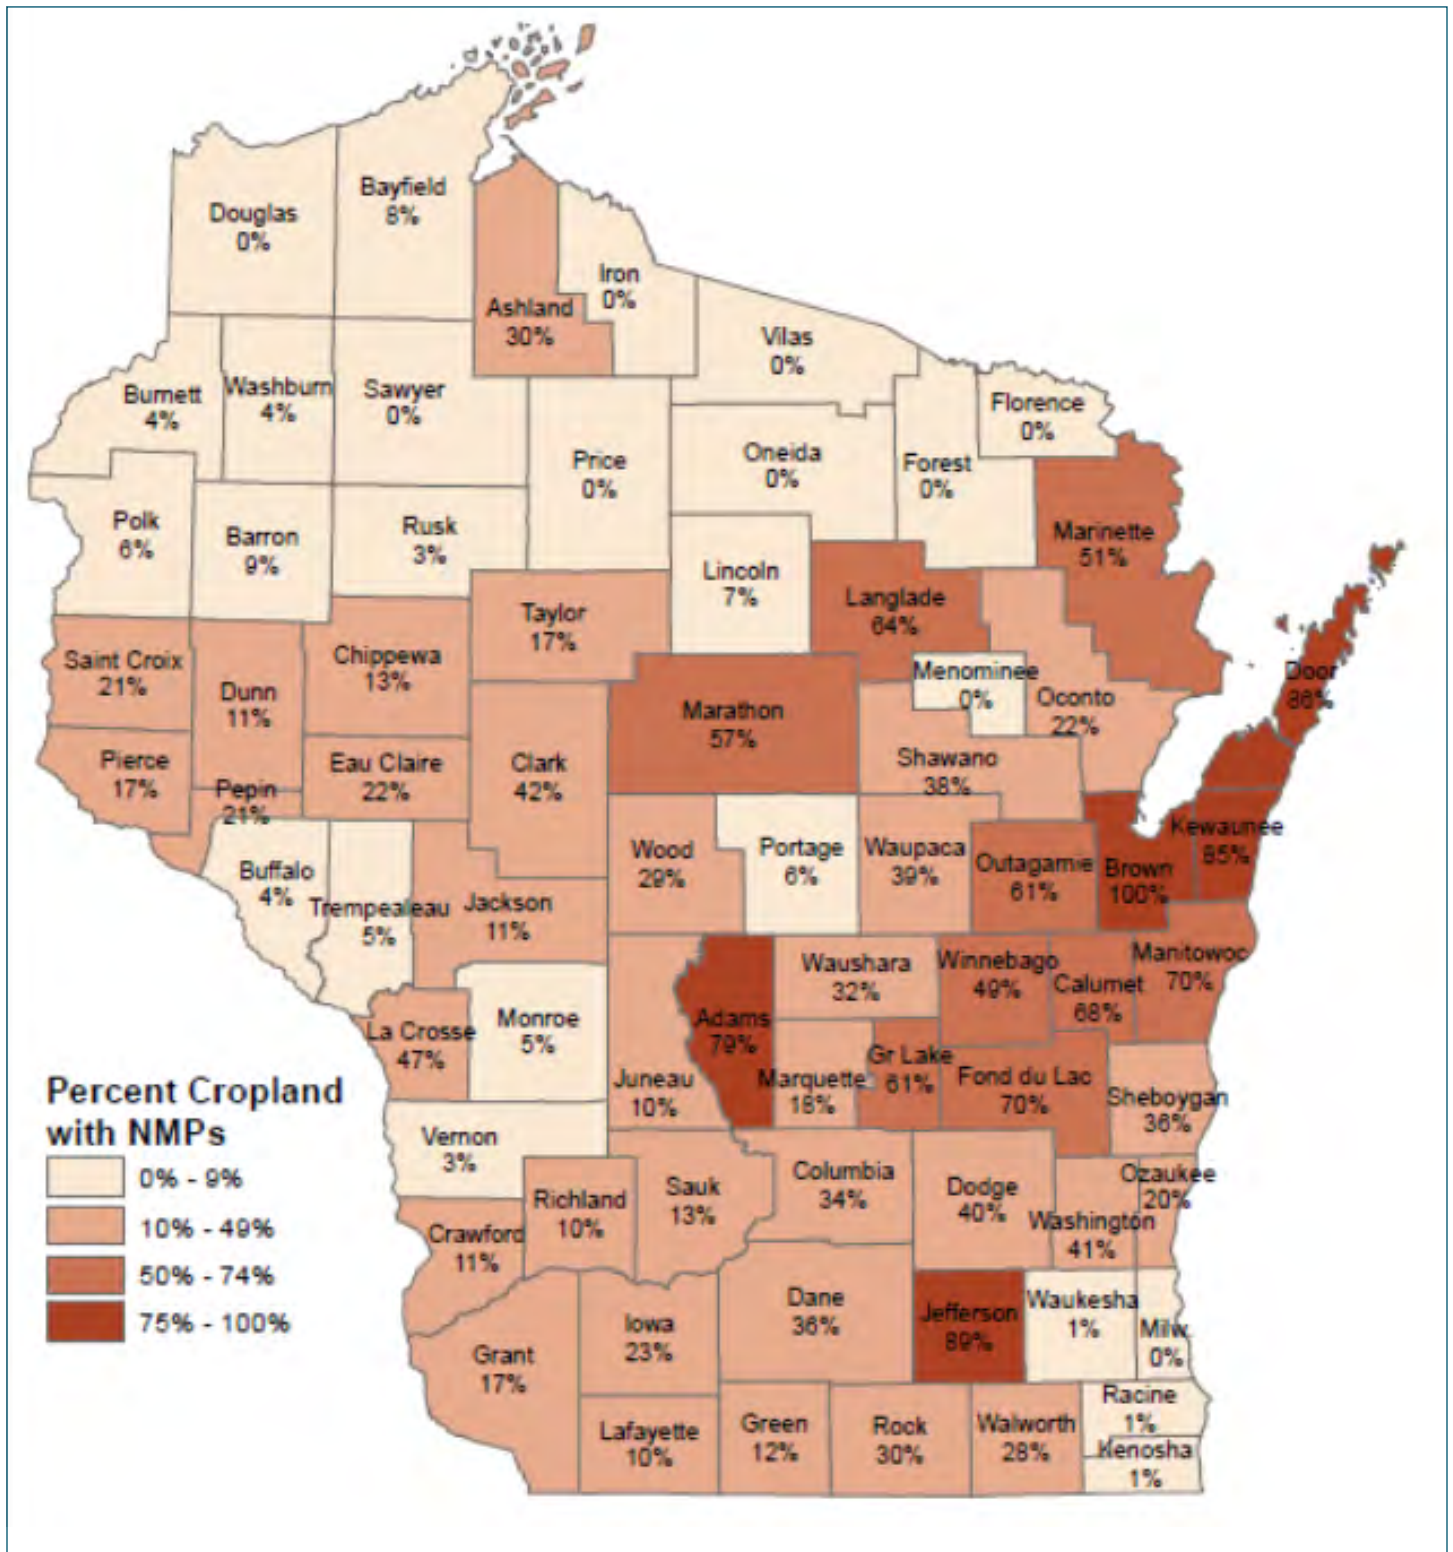 Bayfield
8%
Douglas
0%
Iron
0%
Ashland
30%
Vilas
0%
Burnett
4%
Washburn
4%
Sawyer
0%
Florence
0%
Price
0%
Oneida
0%
Forest
0%
Polk
6%
Barron
9%
Rusk
3%
Marinette
51%
Lincoln
7%
Langlade
64%
Taylor
17%
Saint Croix
21%
Dunn
11%
Chippewa
13%
Menominee
0%
Door
86%
Oconto
22%
Marathon
57%
Pierce
17%
Pepin
21%
Eau Claire
22%
Clark
42%
Shawano
38%
Kewaunee
85%
Wood
29%
Portage
6%
Waupaca
39%
Outagamie
61%
Brown
100%
Buffalo
4%
Trempealeau
5%
Jackson
11%
Waushara
32%
Winnebago
49%
Calumet
68%
Manitowoc
70%
La Crosse
47%
Monroe
5%
Adams
79%
Juneau
10%
Marquette
18%
Gr Lake
61%
Fond du Lac
70%
Sheboygan
36%
Percent Cropland
with NMPs
0% - 9%
10% - 49%
50% - 74%
75% - 100%
Vernon
3%
Richland
10%
Sauk
13%
Columbia
34%
Dodge
40%
Ozaukee
20%
Washington
41%
Crawford
11%
Dane
36%
Jefferson
89%
Waukesha
1%
Milw.
0%
Iowa
23%
Grant
17%
Lafayette
10%
Green
12%
Rock
30%
Walworth
28%
Racine
1%
Kenosha
1%